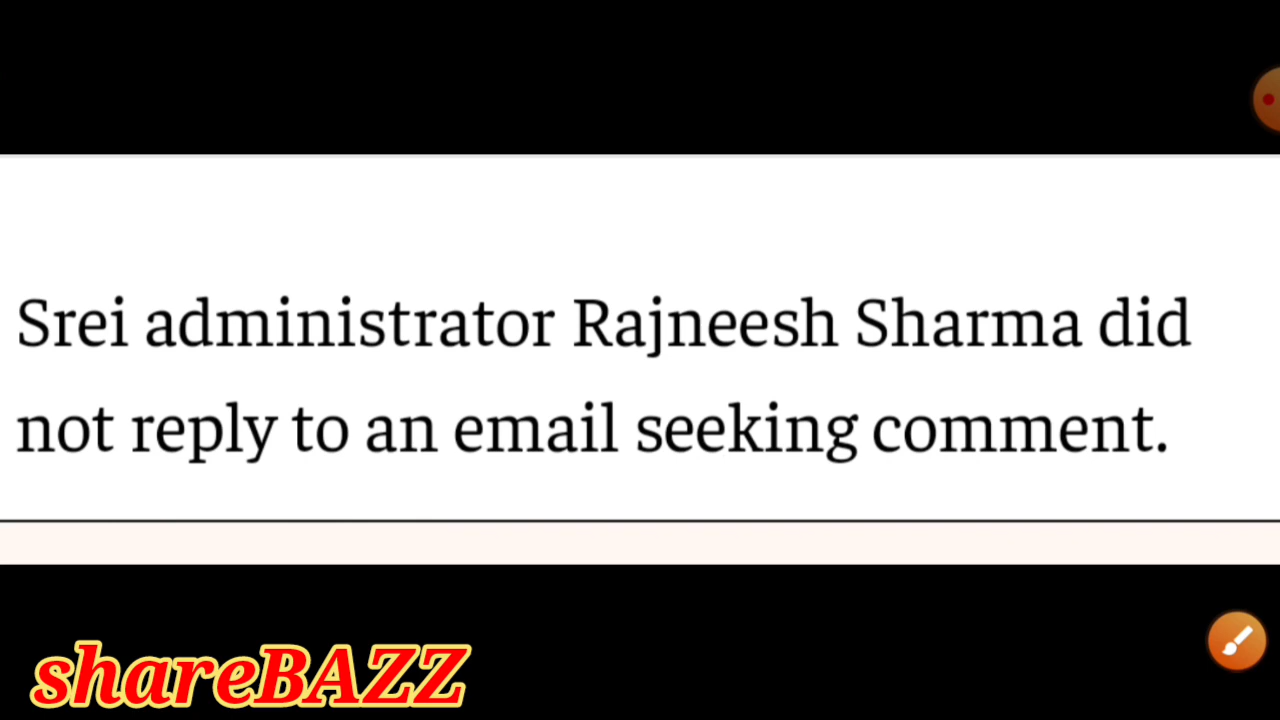 Srei administrator Rajneesh Sharma did
not reply to an email seeking comment.
shareBAZZ